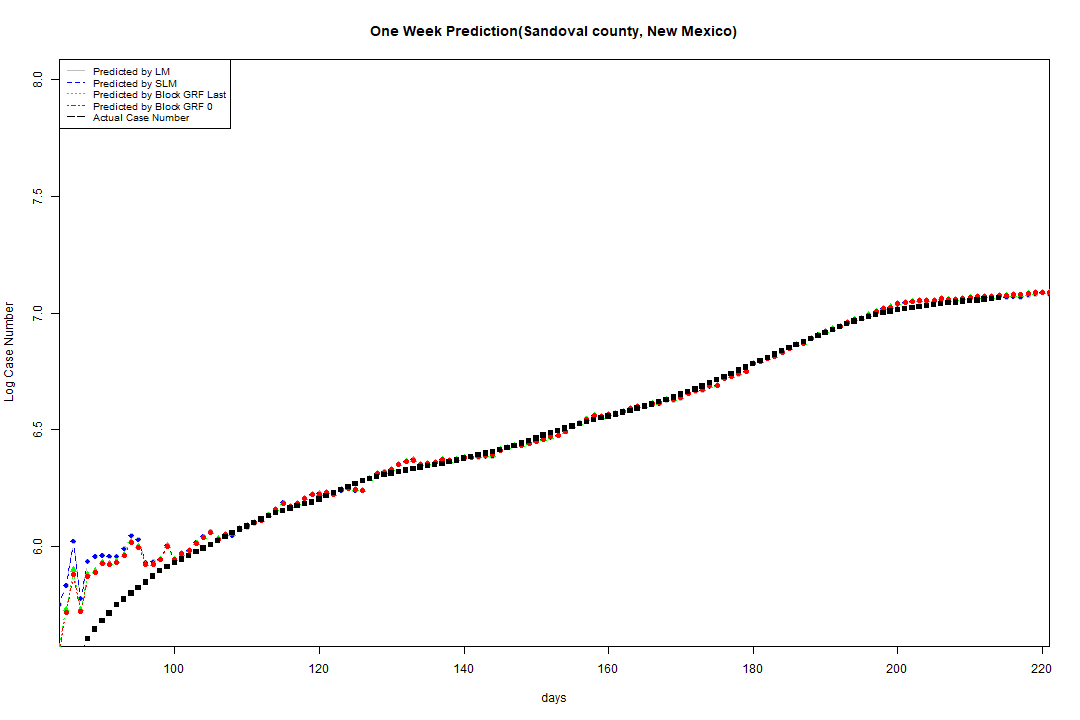 One Week Prediction(Sandoval county, New Mexico)
Predicted by LM
Predicted by SLM
Predicted by Block GRF Last
Predicted by Block GRF 0
Actual Case Number
8.0
7.5
7.0
6.5
6.0
Log Case Number
100 120 140 160 180 200 220
days